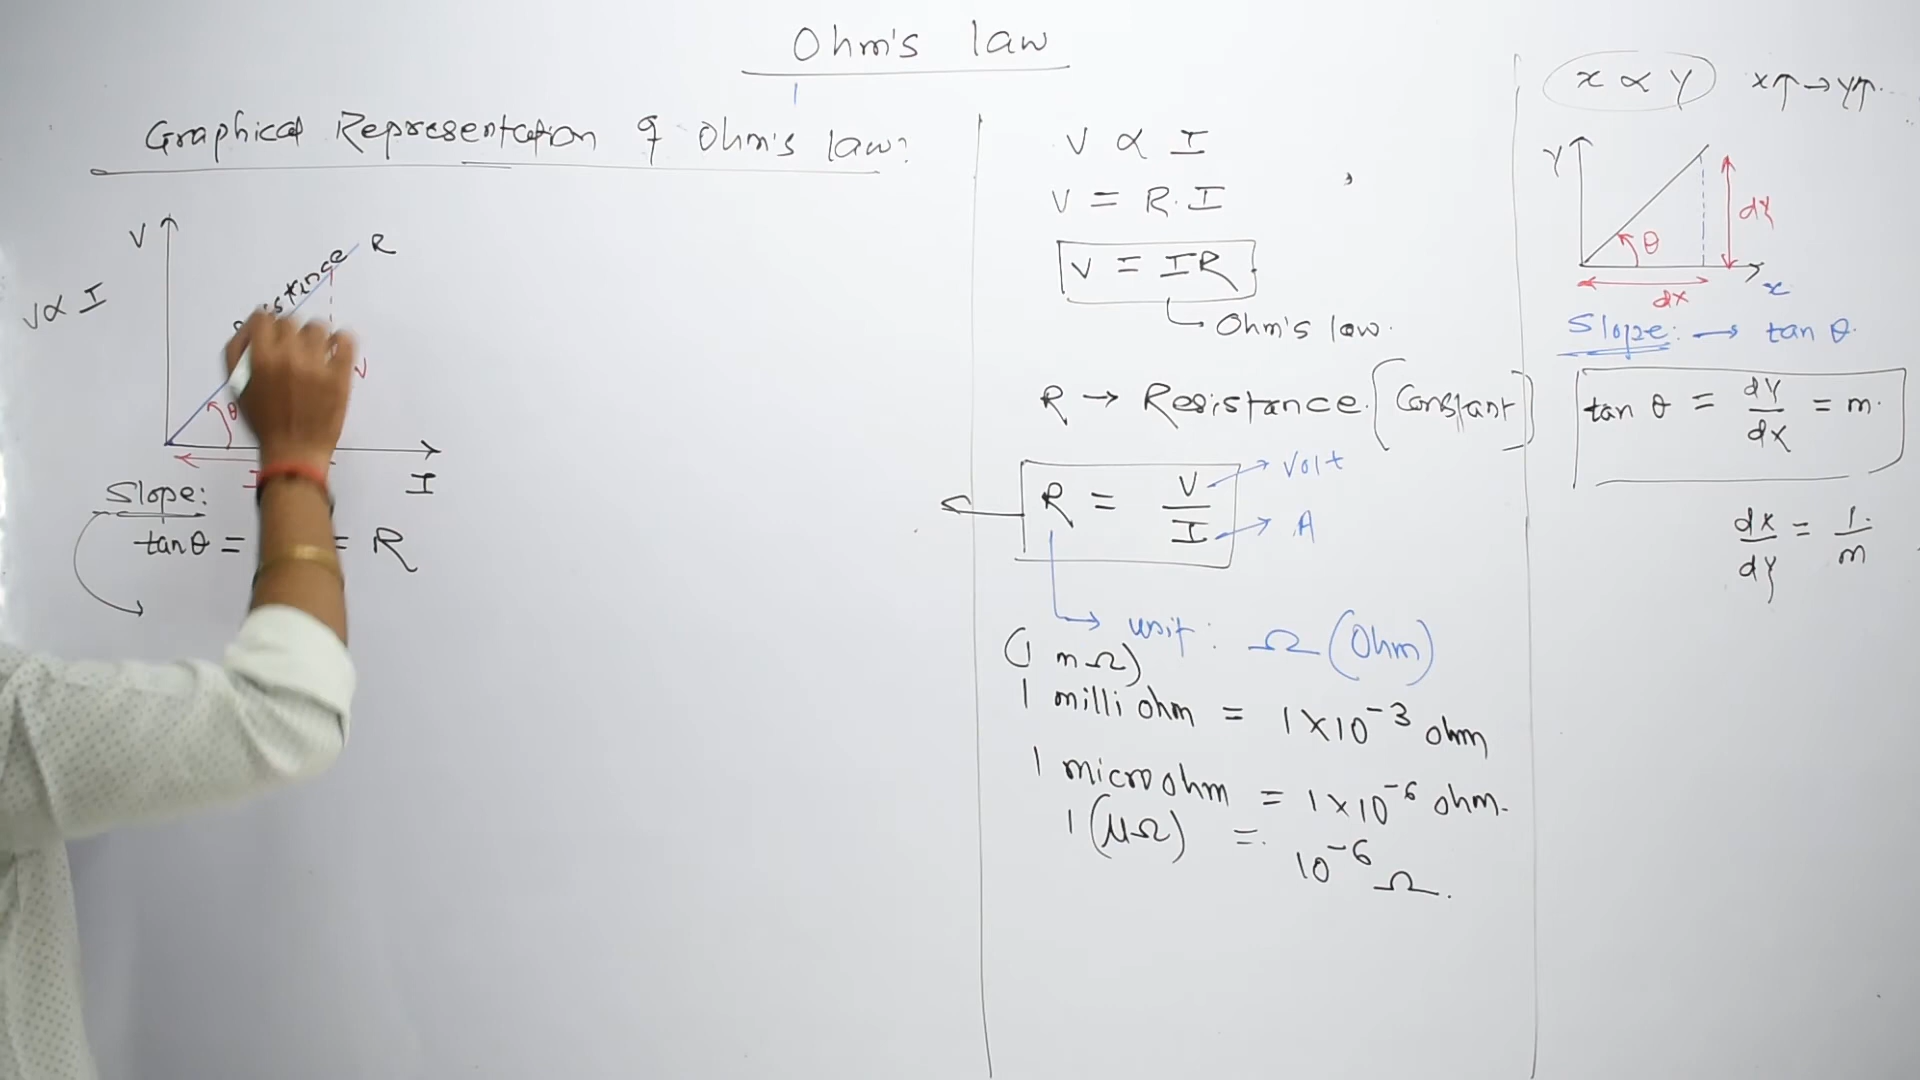 Ohm's law
Graphical Representation of Ohm's law:
V
R
V ∝ I
θ
V
I
I
Slope:
tanθ = = R
V ∝ I
V = R.I
V = IR
Ohm's law.
R → Resistance. [Constant]
R = V/I
Volt
A
unit: Ω (Ohm)
(1 mΩ)
1 milli ohm = 1×10⁻³ ohm
1 micro ohm = 1×10⁻⁶ ohm.
1 (μΩ) = 10⁻⁶ Ω.
x ∝ y x↑→y↑.
Y
θ
dy
dx
x
Slope: → tan θ.
tan θ = dy/dx = m.
dx/dy = 1/m